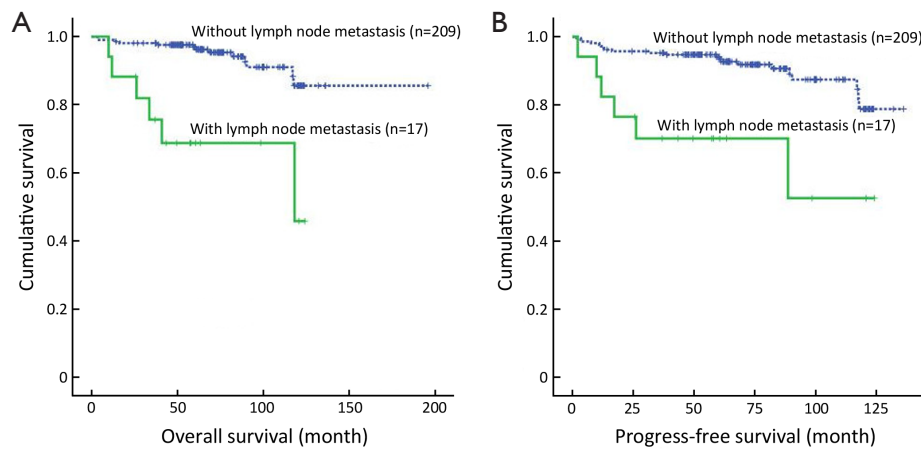 A
Cumulative survival
1.0
0.8
0.6
0.4
0.2
0
Without lymph node metastasis (n=209)
With lymph node metastasis (n=17)
0 50 100 150 200
Overall survival (month)
B
Cumulative survival
1.0
0.8
0.6
0.4
0.2
0
Without lymph node metastasis (n=209)
With lymph node metastasis (n=17)
0 25 50 75 100 125
Progress-free survival (month)